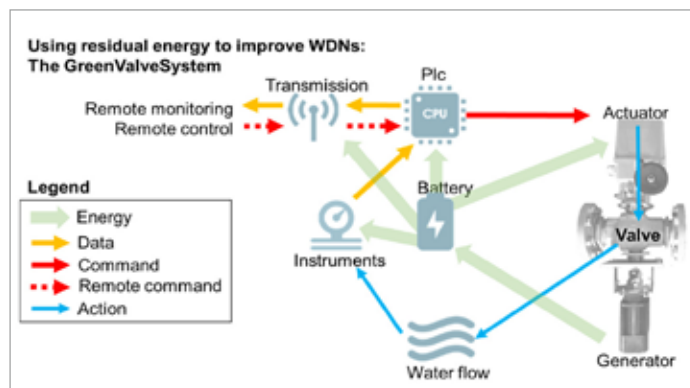 Using residual energy to improve WDNs:
The GreenValveSystem
Plc
Transmission
CPU
Remote monitoring
Remote control
Actuator
Legend
Energy
Data
Command
Remote command
Action
Battery
Instruments
Valve
Water flow
Generator